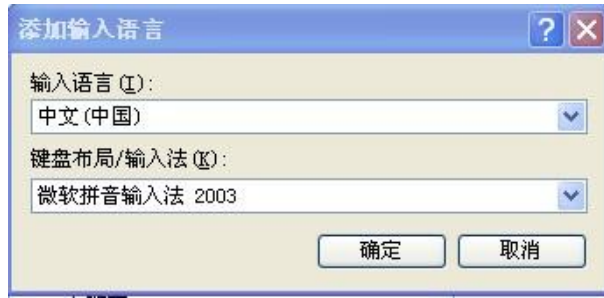 添加输入语言
输入语言(I):
中文(中国)
键盘布局/输入法(K):
微软拼音输入法 2003
确定 取消